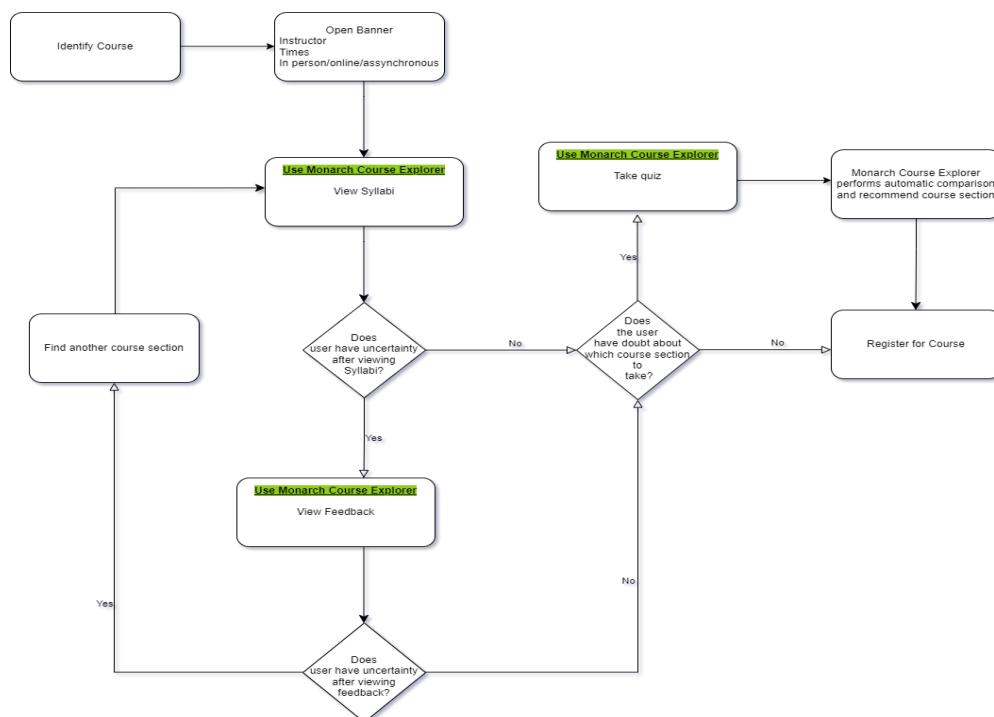 Identify Course
Open Banner
Instructor
Times
In person/online/assynchronous
Use Monarch Course Explorer
View Syllabi
Use Monarch Course Explorer
Take quiz
Monarch Course Explorer
performs automatic comparison
and recommend course section
Yes
Find another course section
Does
user have uncertainty
after viewing
Syllabi?
No
Does
the user
have doubt about
which course section
to
take?
No
Register for Course
Yes
Use Monarch Course Explorer
View Feedback
No
Yes
Does
user have uncertainty
after viewing
feedback?